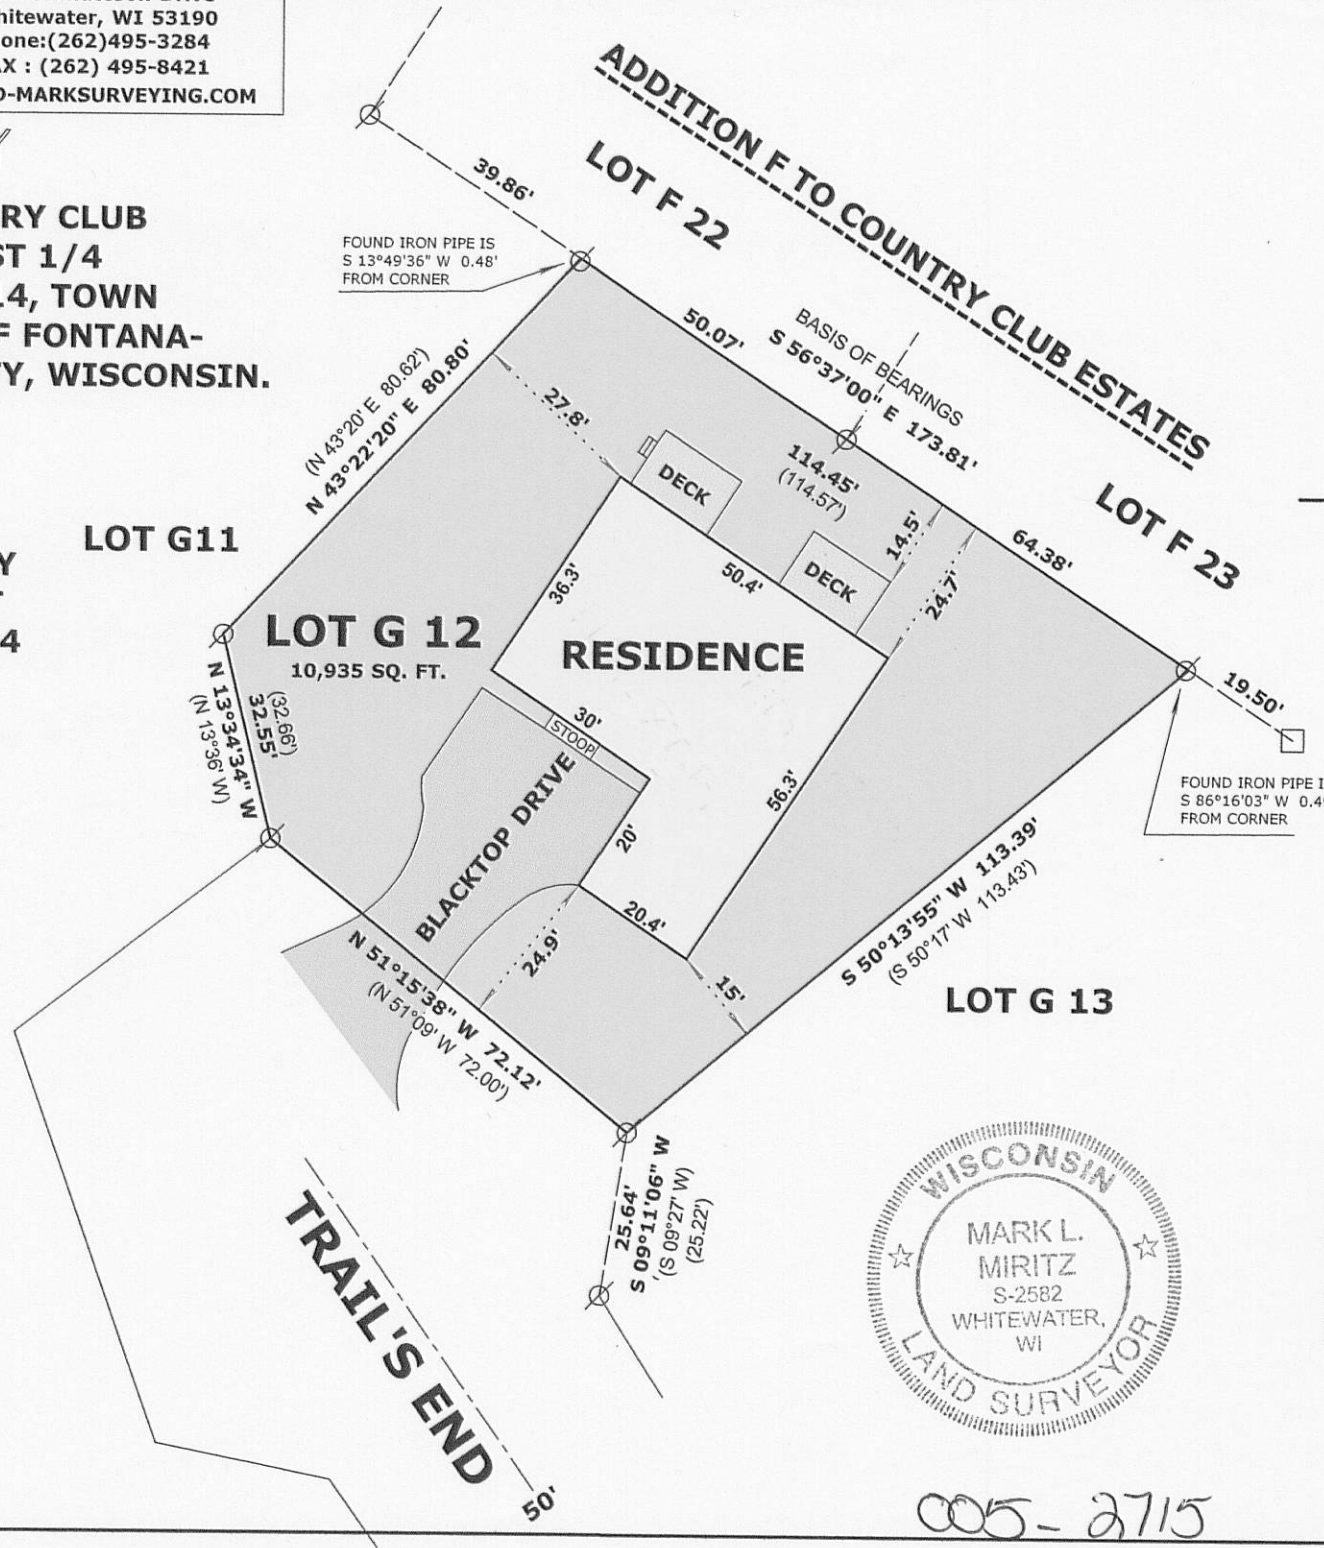 hitewater, WI 53190
one:(262)495-3284
AX : (262) 495-8421
D-MARKSURVEYING.COM
RY CLUB
ST 1/4
14, TOWN
F FONTANA-
TY, WISCONSIN.
Y
4
ADDITION F TO COUNTRY CLUB ESTATES
LOT F 22
LOT F 23
39.86'
FOUND IRON PIPE IS
S 13°49'36" W 0.48'
FROM CORNER
50.07'
BASIS OF BEARINGS
S 56°37'00" E 173.81'
114.45'
(114.57')
64.38'
19.50'
(N 43°20' E 80.62')
N 43°22'20" E 80.80'
27.8'
DECK
DECK
14.5'
24.7'
50.4'
36.3'
LOT G11
LOT G 12
10,935 SQ. FT.
RESIDENCE
30'
STOOP
BLACKTOP DRIVE
20'
56.3'
20.4'
24.9'
15'
(32.66')
32.55'
N 13°34'34" W
(N 13°36' W)
FOUND IRON PIPE I
S 86°16'03" W 0.49
FROM CORNER
S 50°13'55" W 113.39'
(S 50°17' W 113.43')
LOT G 13
N 51°15'38" W 72.12'
(N 51°09' W 72.00')
25.64'
S 09°11'06" W
(S 09°27' W)
(25.22')
TRAIL'S END
50'
WISCONSIN
MARK L.
MIRITZ
S-2582
WHITEWATER,
WI
LAND SURVEYOR
005-2715